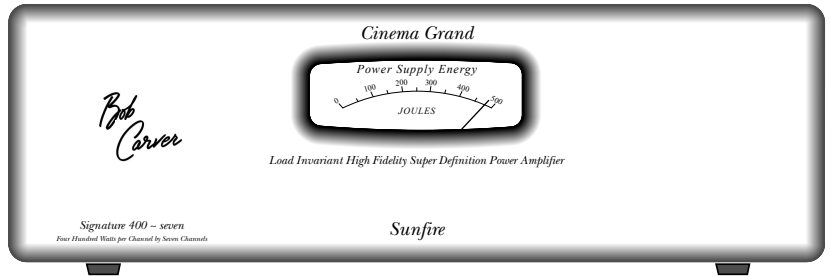 Cinema Grand
Power Supply Energy
0 100 200 300 400 500
JOULES
Bob
Carver
Load Invariant High Fidelity Super Definition Power Amplifier
Signature 400 ~ seven
Four Hundred Watts per Channel by Seven Channels
Sunfire